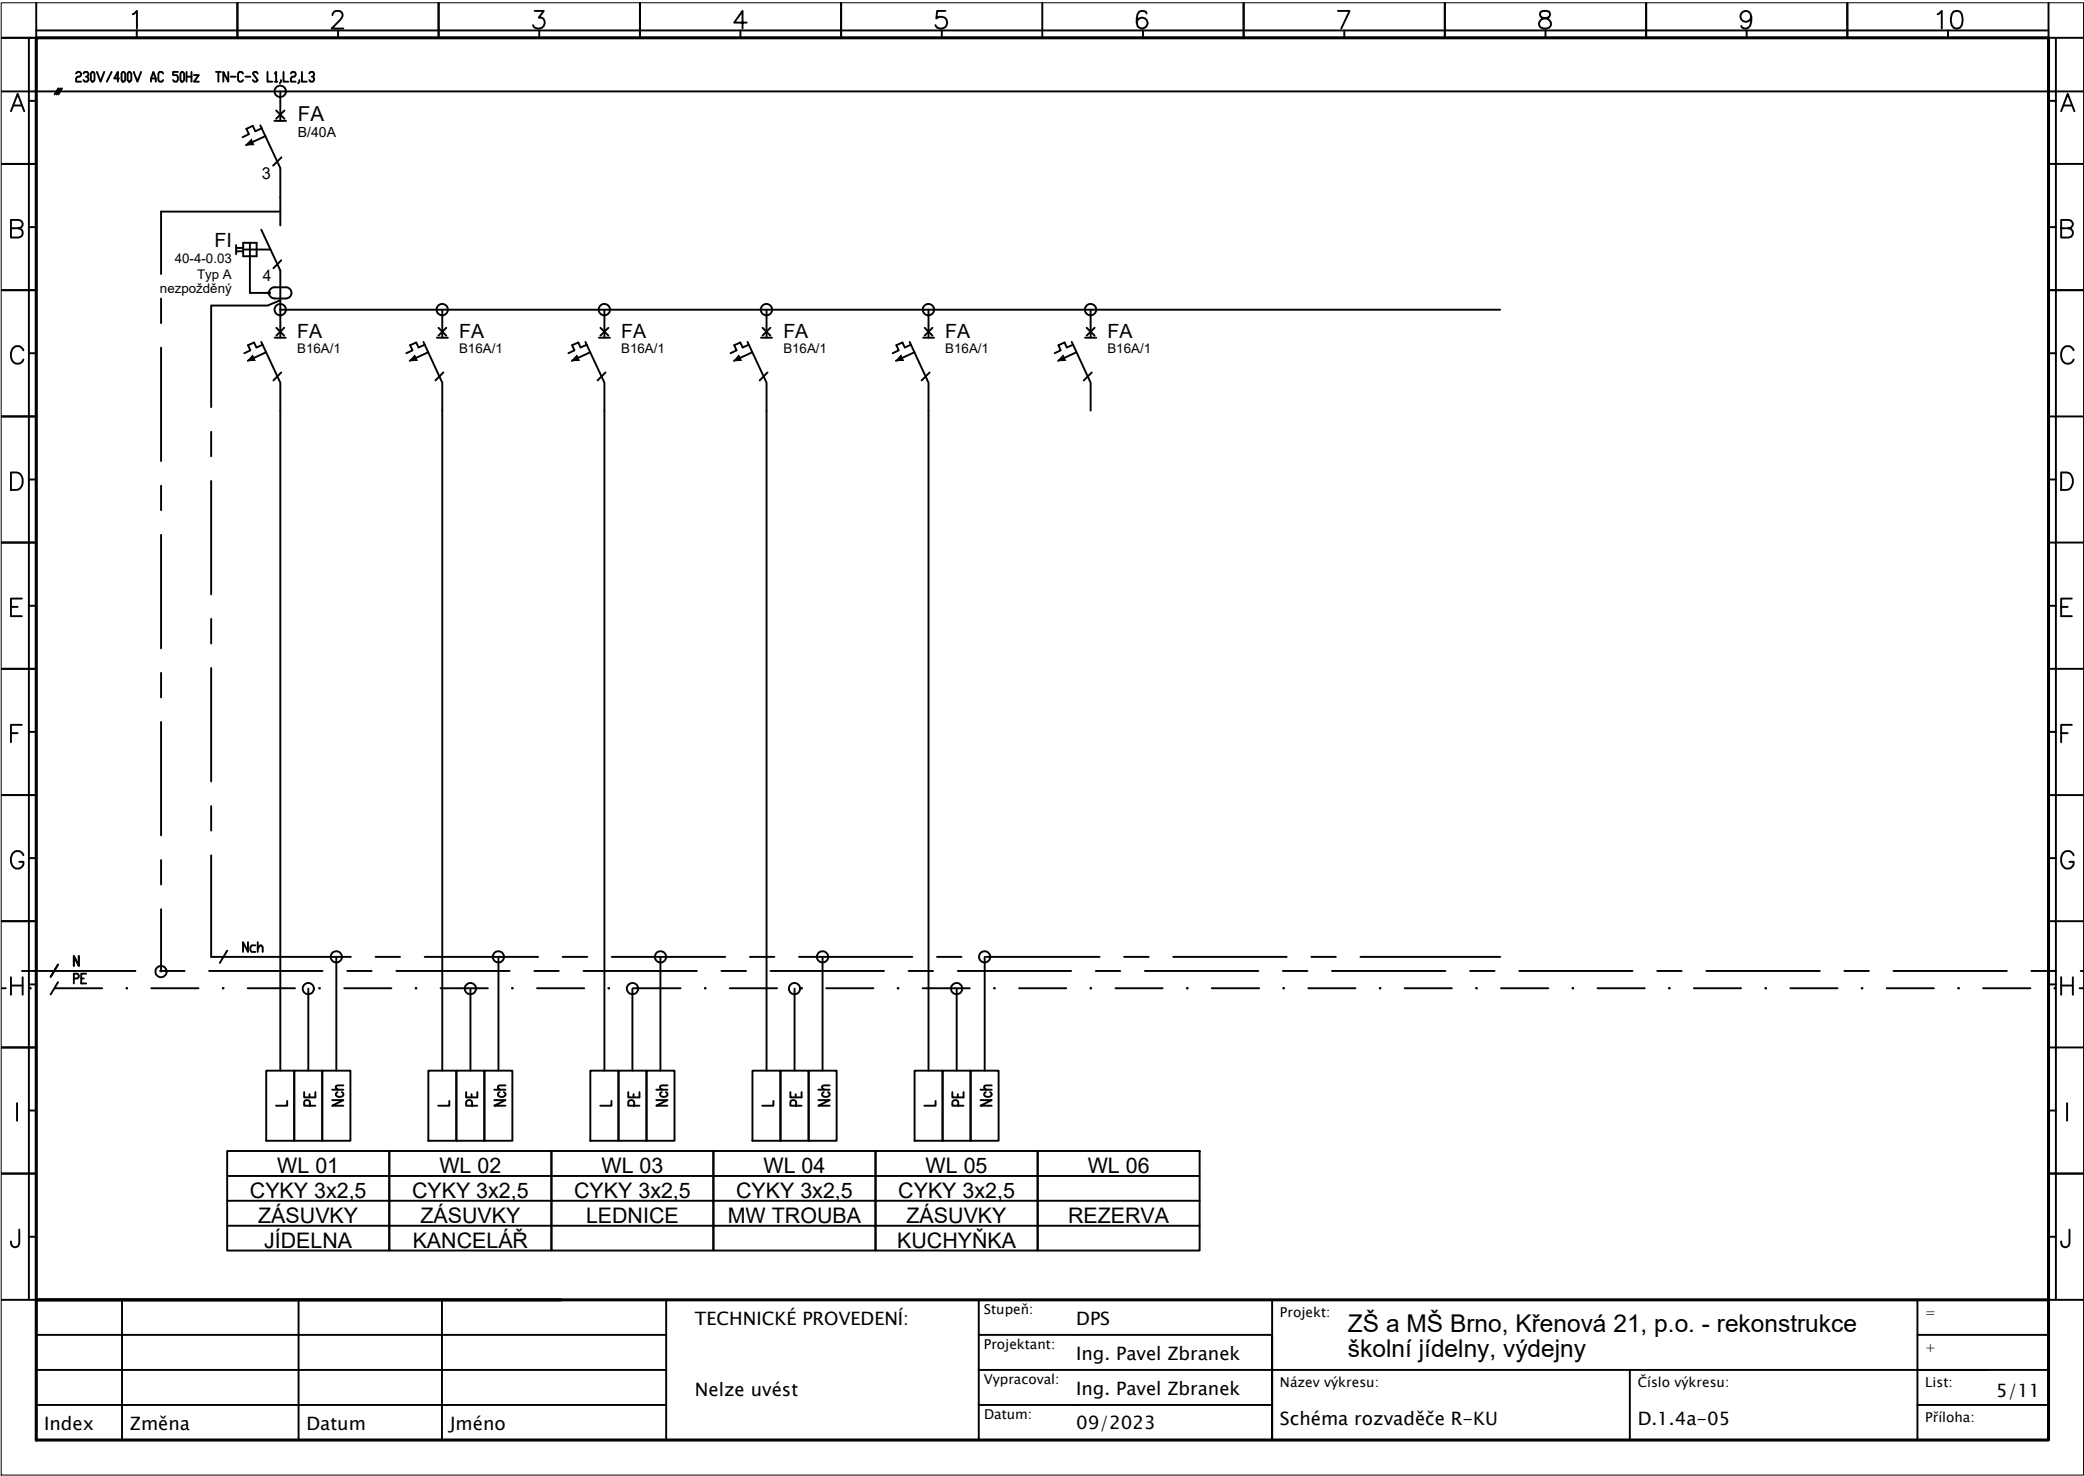 1 2 3 4 5 6 7 8 9 10
230V/400V AC 50Hz TN-C-S L1,L2,L3
A A
FA
B/40A
3
B B
FI
40-4-0.03
Typ A
nezpožděný
4
FA FA FA FA FA FA
B16A/1 B16A/1 B16A/1 B16A/1 B16A/1 B16A/1
C C
D D
E E
F F
G G
Nch
N
PE
H H
L PE Nch L PE Nch L PE Nch L PE Nch L PE Nch
I I
WL 01 WL 02 WL 03 WL 04 WL 05 WL 06
CYKY 3x2,5 CYKY 3x2,5 CYKY 3x2,5 CYKY 3x2,5 CYKY 3x2,5
ZÁSUVKY ZÁSUVKY LEDNICE MW TROUBA ZÁSUVKY REZERVA
JÍDELNA KANCELÁŘ KUCHYŇKA
J J
TECHNICKÉ PROVEDENÍ:
Nelze uvést
Index Změna Datum Jméno
Stupeň: DPS
Projektant: Ing. Pavel Zbranek
Vypracoval: Ing. Pavel Zbranek
Datum: 09/2023
Projekt: ZŠ a MŠ Brno, Křenová 21, p.o. - rekonstrukce
školní jídelny, výdejny
Název výkresu:
Schéma rozvaděče R-KU
Číslo výkresu:
D.1.4a-05
=
+
List: 5/11
Příloha: